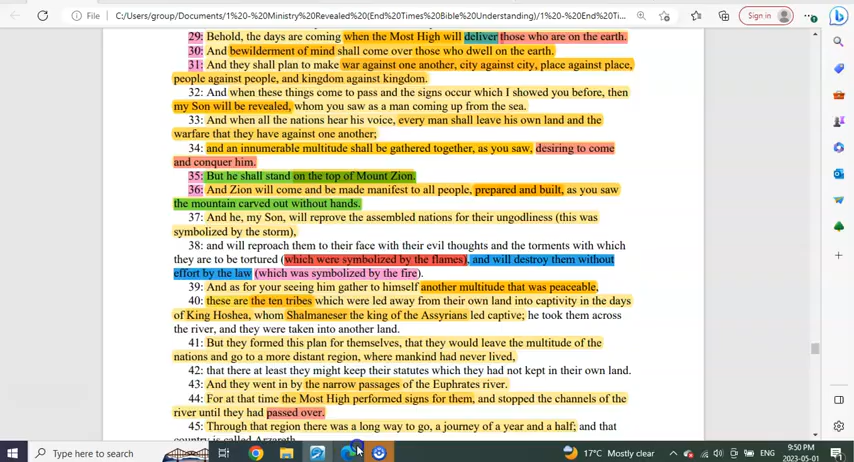 File
C:/Users/group/Documents/1%20-%20Ministry%20Revealed(End%20Times%20Bible%20Understanding)/1%20-%20End%20T
Sign in
29: Behold, the days are coming when the Most High will deliver those who are on the earth.
30: And bewilderment of mind shall come over those who dwell on the earth.
31: And they shall plan to make war against one another, city against city, place against place,
people against people, and kingdom against kingdom.
32: And when these things come to pass and the signs occur which I showed you before, then
my Son will be revealed, whom you saw as a man coming up from the sea.
33: And when all the nations hear his voice, every man shall leave his own land and the
warfare that they have against one another;
34: and an innumerable multitude shall be gathered together, as you saw, desiring to come
and conquer him.
35: But he shall stand on the top of Mount Zion.
36: And Zion will come and be made manifest to all people, prepared and built, as you saw
the mountain carved out without hands.
37: And he, my Son, will reprove the assembled nations for their ungodliness (this was
symbolized by the storm),
38: and will reproach them to their face with their evil thoughts and the torments with which
they are to be tortured (which were symbolized by the flames), and will destroy them without
effort by the law (which was symbolized by the fire).
39: And as for your seeing him gather to himself another multitude that was peaceable,
40: these are the ten tribes which were led away from their own land into captivity in the days
of King Hoshea, whom Shalmaneser the king of the Assyrians led captive; he took them across
the river, and they were taken into another land.
41: But they formed this plan for themselves, that they would leave the multitude of the
nations and go to a more distant region, where mankind had never lived,
42: that there at least they might keep their statutes which they had not kept in their own land.
43: And they went in by the narrow passages of the Euphrates river.
44: For at that time the Most High performed signs for them, and stopped the channels of the
river until they had passed over.
45: Through that region there was a long way to go, a journey of a year and a half; and that
country is called Arzareth.
Type here to search
17°C Mostly clear
ENG
9:50 PM
2023-05-01